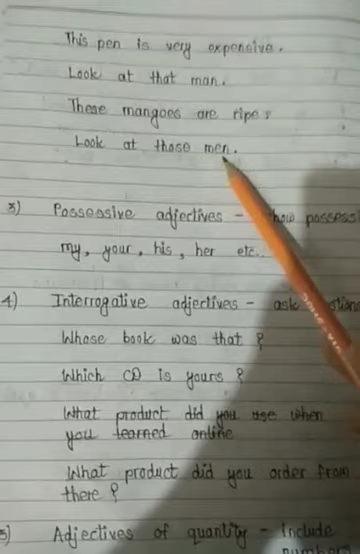 This pen is very expensive.
Look at that man.
These mangoes are ripe.
Look at those men.
3) Possessive adjectives - show possess
my, your, his, her etc.
4) Interrogative adjectives - ask
Whose book was that ?
Which CD is yours ?
What product did you use when
you learned online
What product did you order from
there ?
5) Adjectives of quantity - include
numbers